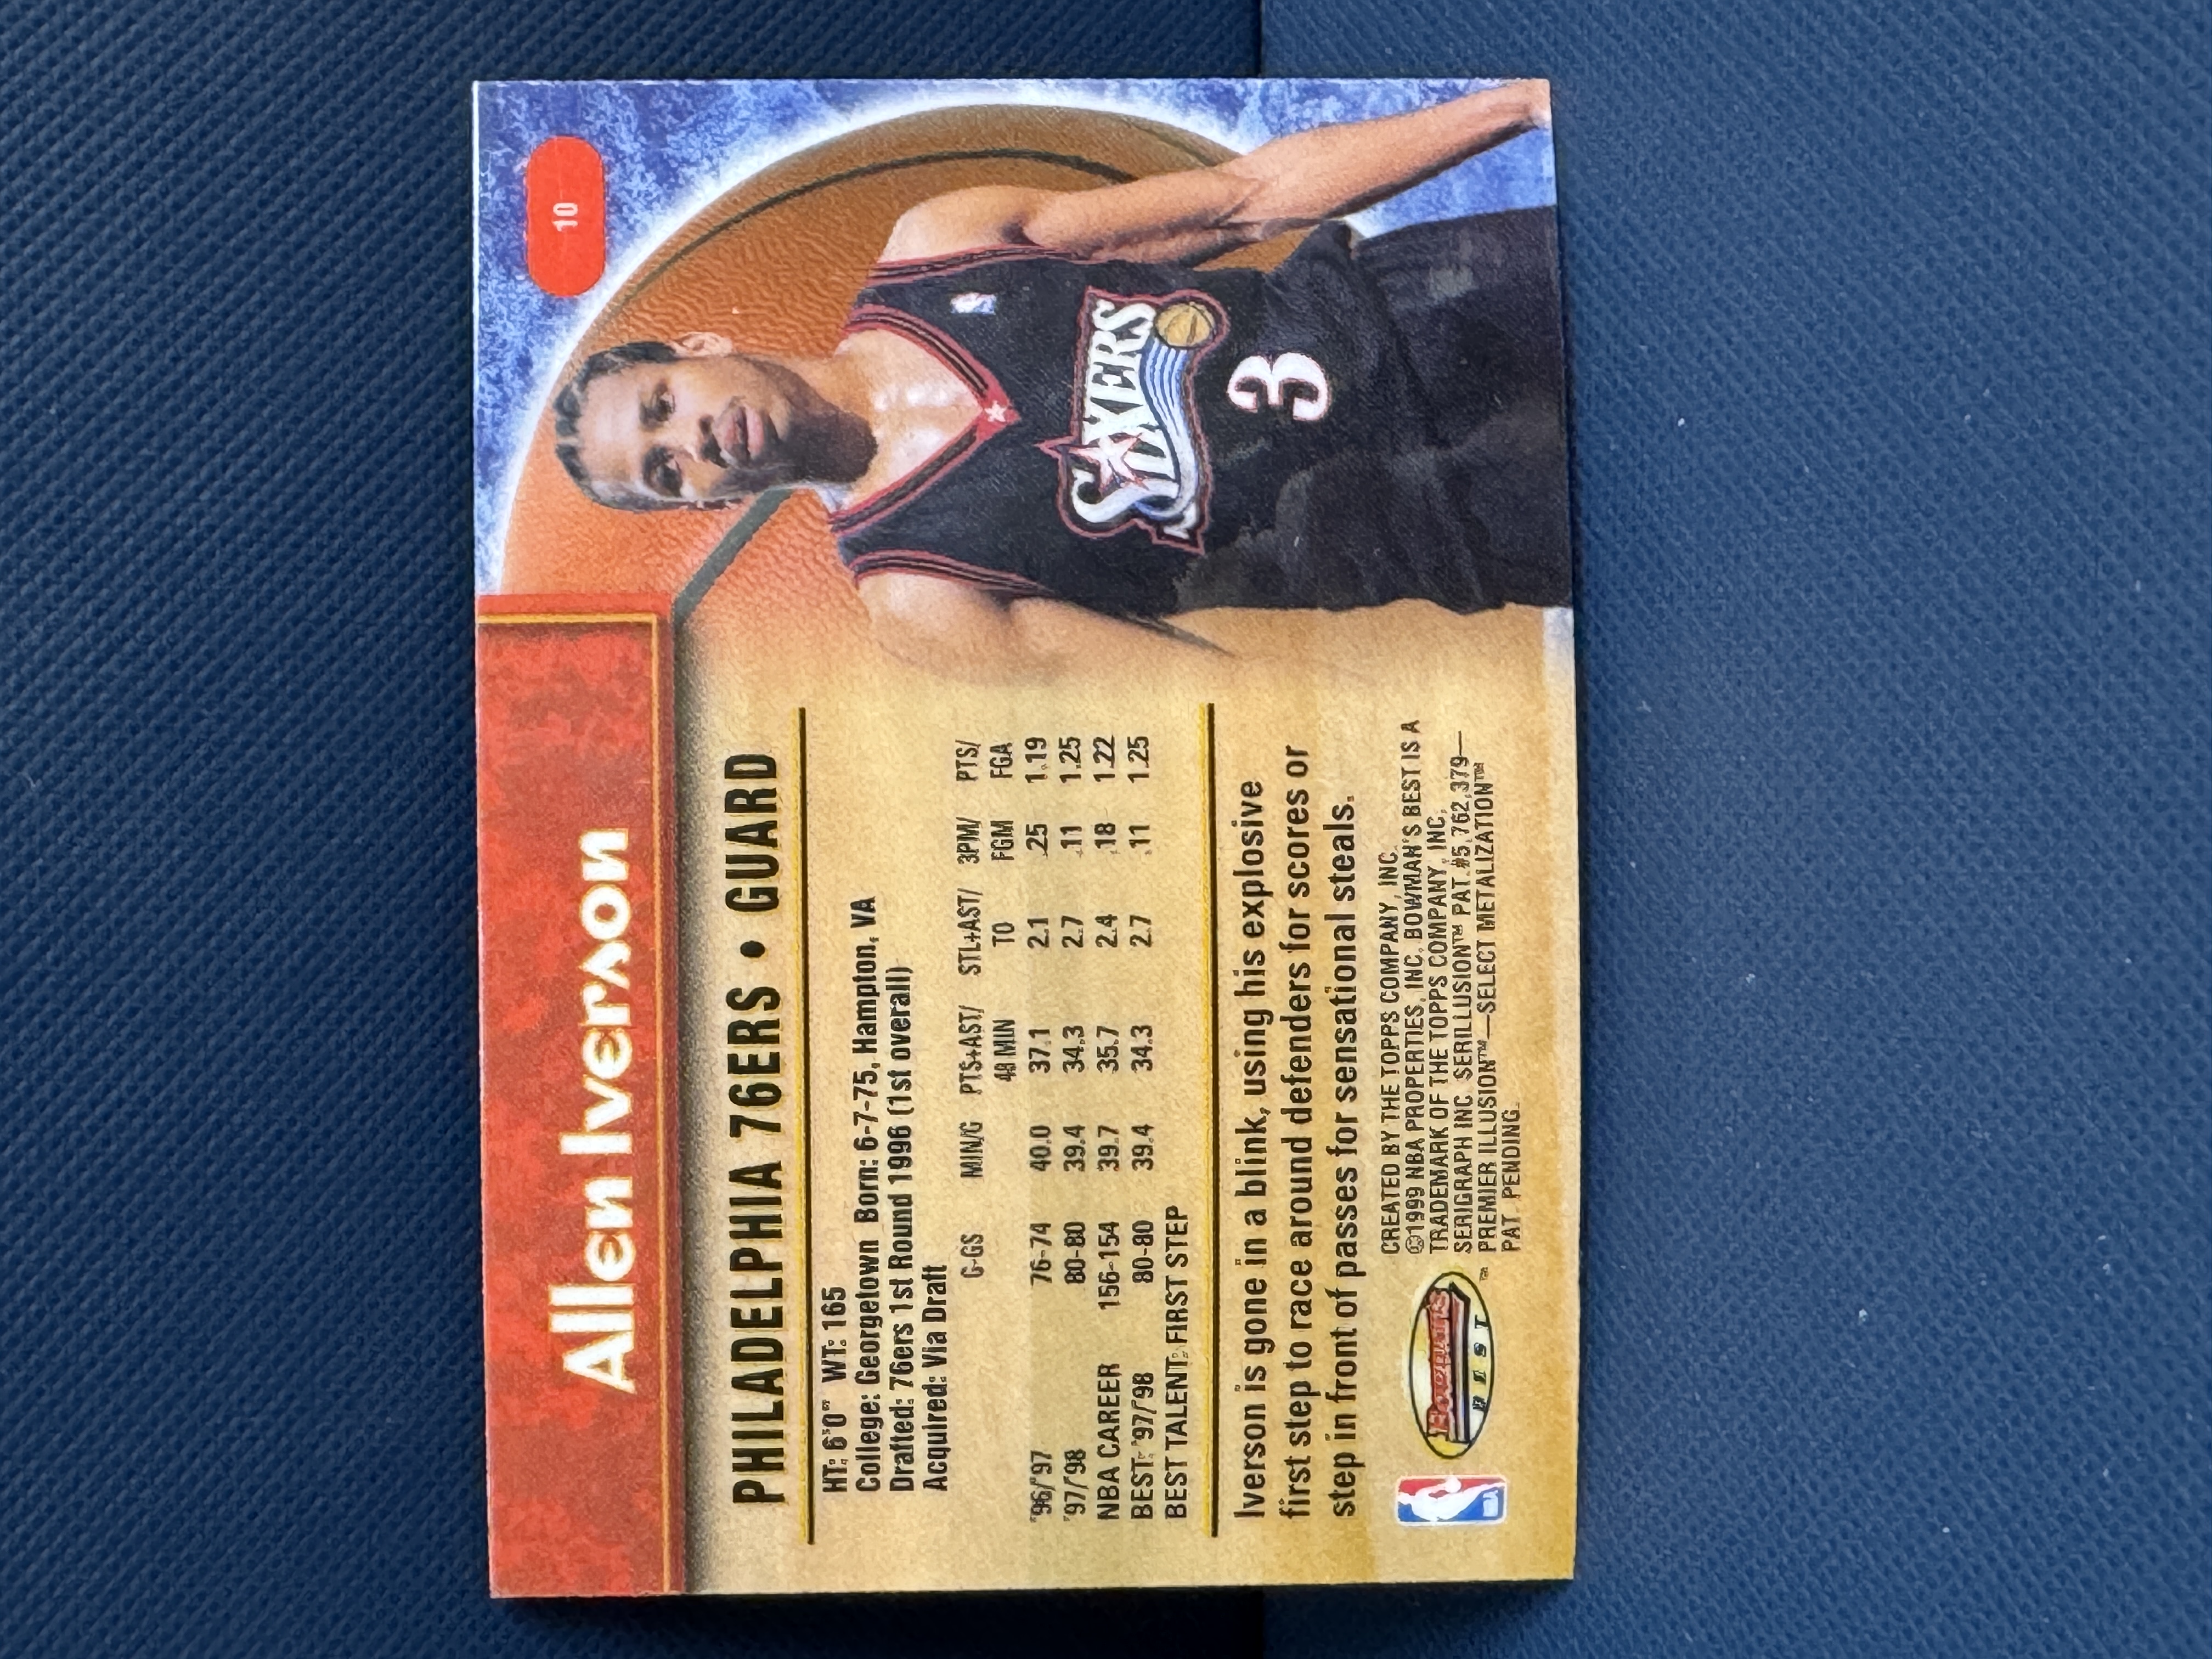 10
Allen Iverson
PHILADELPHIA 76ERS • GUARD
HT: 6'0" WT: 165
College: Georgetown Born: 6-7-75, Hampton, VA
Drafted: 76ers 1st Round 1996 (1st overall)
Acquired: Via Draft
G-GS MIN/G PTS+AST/ 48 MIN STL+AST/ TO 3PM/ FGM PTS/ FGA
'96/'97 76-74 40.0 37.1 2.1 .25 1.19
'97/'98 80-80 39.4 34.3 2.7 .11 1.25
NBA CAREER 156-154 39.7 35.7 2.4 .18 1.22
BEST: '97/'98 80-80 39.4 34.3 2.7 .11 1.25
BEST TALENT: FIRST STEP
Iverson is gone in a blink, using his explosive
first step to race around defenders for scores or
step in front of passes for sensational steals.
CREATED BY THE TOPPS COMPANY, INC.
©1999 NBA PROPERTIES, INC. BOWMAN'S BEST IS A
TRADEMARK OF THE TOPPS COMPANY, INC.
SERIGRAPH INC. SERILLUSION™ PAT.#5,762,379—
PREMIER ILLUSION™—SELECT METALIZATION™
PAT. PENDING.
Bowman's
BEST
™
SIXERS
3